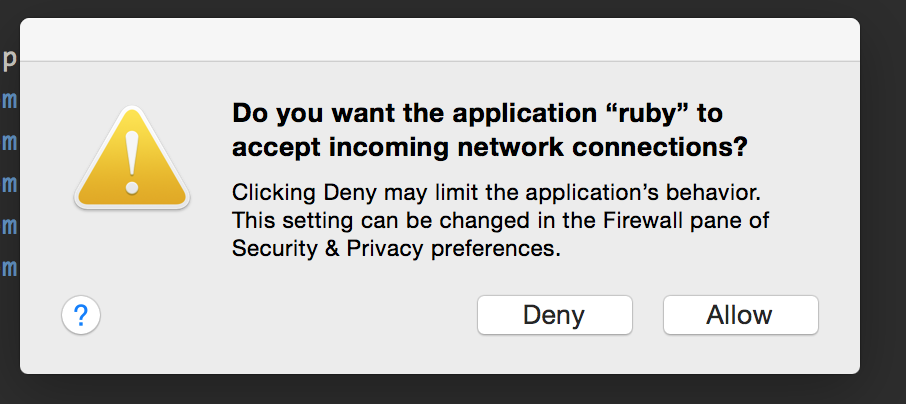 p
m
m
m
m
m
Do you want the application “ruby” to
accept incoming network connections?
Clicking Deny may limit the application’s behavior.
This setting can be changed in the Firewall pane of
Security & Privacy preferences.
?
Deny
Allow